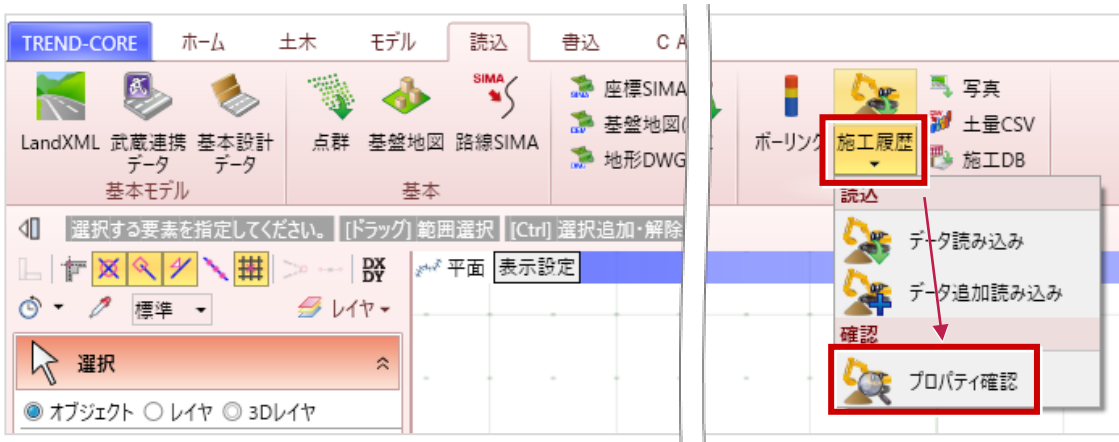 TREND-CORE ホーム 土木 モデル 読込 書込 C A
LandXML
武蔵連携
データ
基本設計
データ
基本モデル
点群
基盤地図
SIMA
路線SIMA
基本
座標SIMA
基盤地図(
地形DWG
ボーリング
施工履歴
写真
土量CSV
施工DB
読込
データ読み込み
データ追加読み込み
確認
プロパティ確認
選択する要素を指定してください。 [ドラッグ] 範囲選択 [Ctrl] 選択追加・解除
DX
DY
平面 表示設定
標準 レイヤ
選択
オブジェクト レイヤ 3Dレイヤ